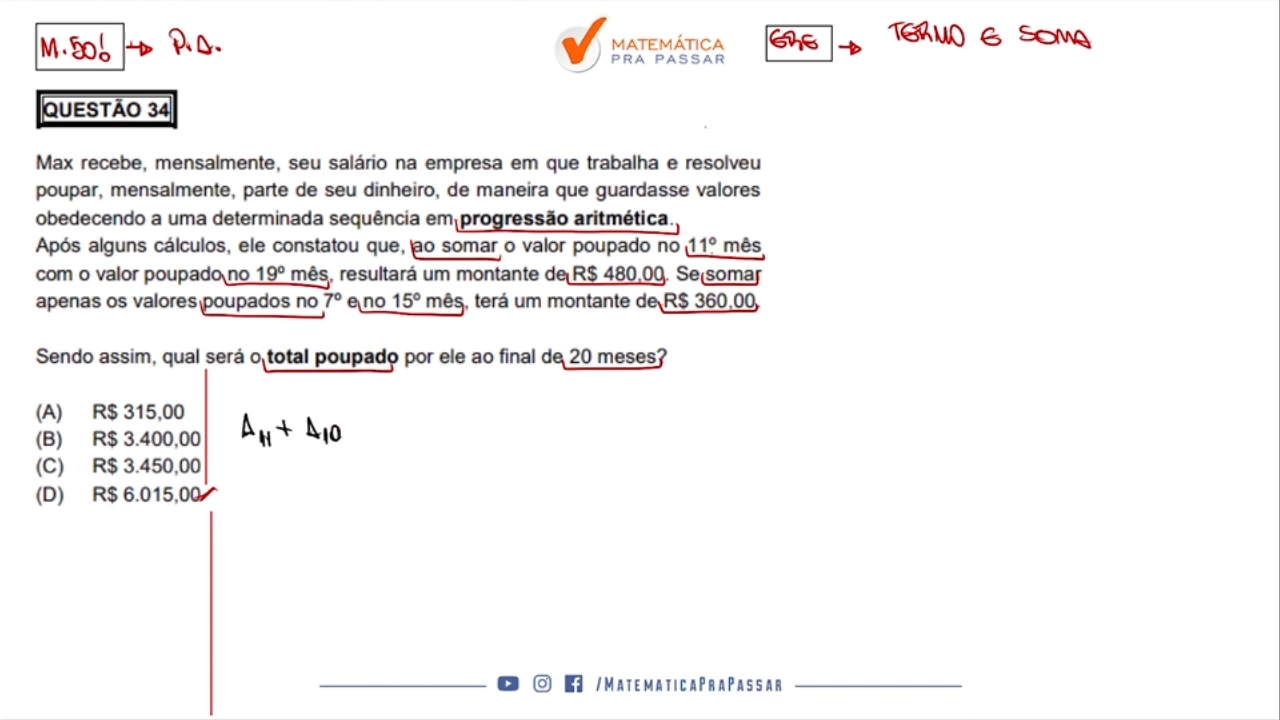 M.50! → P.A.
MATEMÁTICA
PRA PASSAR
GRE → TERMO E SOMA
QUESTÃO 34
Max recebe, mensalmente, seu salário na empresa em que trabalha e resolveu
poupar, mensalmente, parte de seu dinheiro, de maneira que guardasse valores
obedecendo a uma determinada sequência em progressão aritmética.
Após alguns cálculos, ele constatou que, ao somar o valor poupado no 11º mês
com o valor poupado no 19º mês, resultará um montante de R$ 480,00. Se somar
apenas os valores poupados no 7º e no 15º mês, terá um montante de R$ 360,00.
Sendo assim, qual será o total poupado por ele ao final de 20 meses?
(A) R$ 315,00
(B) R$ 3.400,00
(C) R$ 3.450,00
(D) R$ 6.015,00
A11 + A10
/MATEMATICAPRAPASSAR